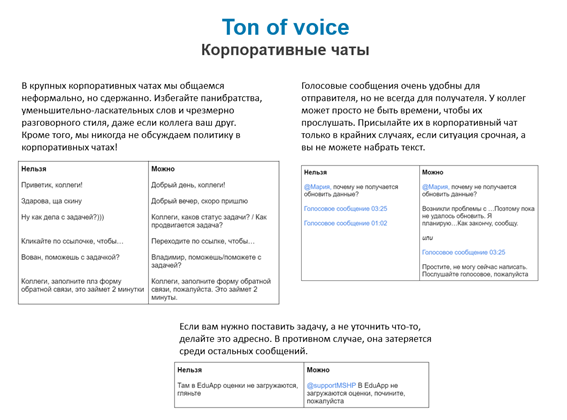 Ton of voice
Корпоративные чаты
В крупных корпоративных чатах мы общаемся
неформально, но сдержанно. Избегайте панибратства,
уменьшительно-ласкательных слов и чрезмерно
разговорного стиля, даже если коллега ваш друг.
Кроме того, мы никогда не обсуждаем политику в
корпоративных чатах!
Нельзя
Можно
Приветик, коллеги!
Добрый день, коллеги!
Здарова, ща скину
Добрый вечер, скоро пришлю
Ну как дела с задачей?)))
Коллеги, каков статус задачи? / Как
продвигается задача?
Кликайте по ссылочке, чтобы…
Переходите по ссылке, чтобы…
Вован, поможешь с задачкой?
Владимир, поможешь/поможете с
задачей?
Коллеги, заполните плз форму
обратной связи, это займет 2 минутки
Коллеги, заполните форму обратной
связи, пожалуйста. Это займет 2
минуты.
Голосовые сообщения очень удобны для
отправителя, но не всегда для получателя. У коллег
может просто не быть времени, чтобы их
прослушать. Присылайте их в корпоративный чат
только в крайних случаях, если ситуация срочная, а
вы не можете набрать текст.
Нельзя
Можно
@Мария, почему не получается
обновить данные?
Голосовое сообщение 03:25
Голосовое сообщение 01:02
@Мария, почему не получается
обновить данные?
Возникли проблемы с …Поэтому пока
не удалось обновить. Я
планирую…Как закончу, сообщу.
или
Голосовое сообщение 03:25
Простите, не могу сейчас написать.
Послушайте голосовое, пожалуйста
Если вам нужно поставить задачу, а не уточнить что-то,
делайте это адресно. В противном случае, она затеряется
среди остальных сообщений.
Нельзя
Можно
Там в EduApp оценки не загружаются,
гляньте
@supportMSHP В EduApp не
загружаются оценки, почините,
пожалуйста